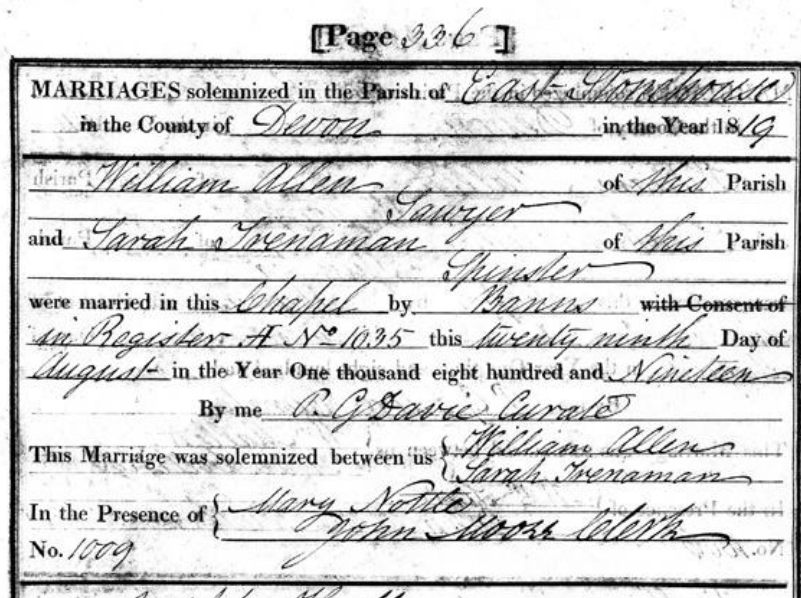 [Page 336]
MARRIAGES solemnized in the Parish of East Stonehouse
in the County of Devon in the Year 1819
William Allen of this Parish
Sawyer
and Sarah Trenaman of this Parish
Spinster
were married in this Chapel by Banns with Consent of
in Register A No 1035 this twenty ninth Day of
August in the Year One thousand eight hundred and Nineteen
By me P. G Davie Curate
This Marriage was solemnized between us { William Allen
Sarah Trenaman
In the Presence of { Mary Nottle
John Moore Clerk
No. 1009